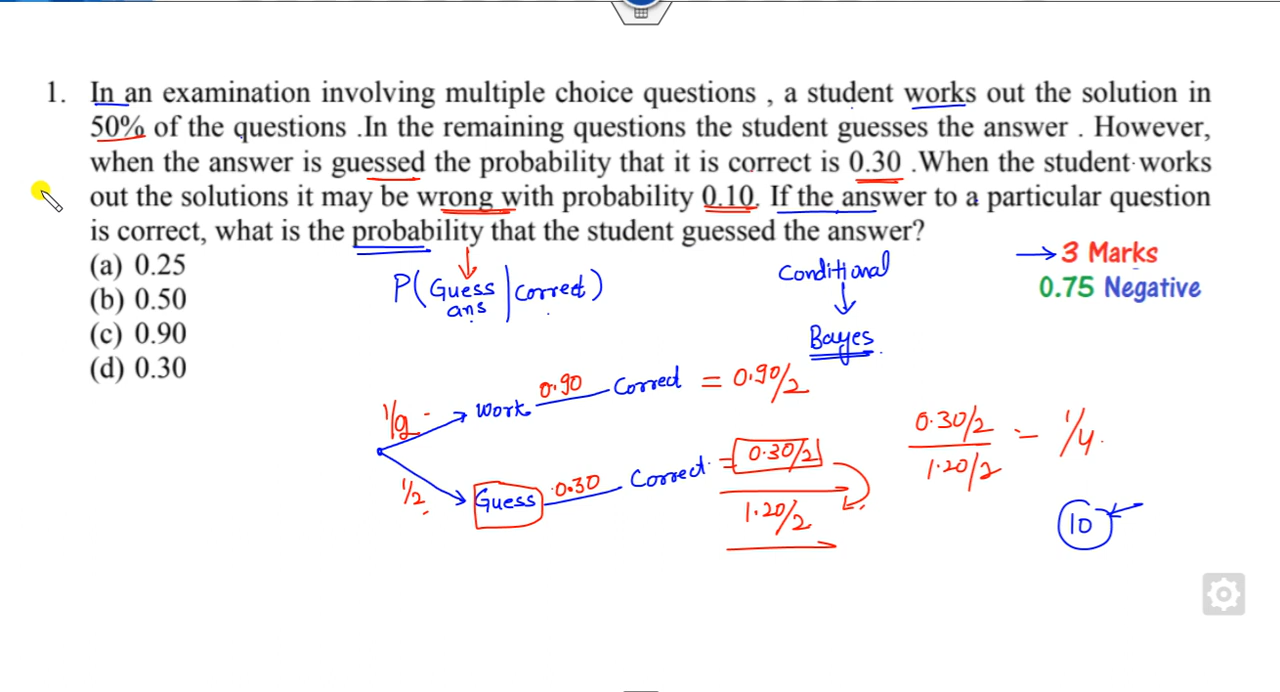 1. In an examination involving multiple choice questions , a student works out the solution in
50% of the questions .In the remaining questions the student guesses the answer . However,
when the answer is guessed the probability that it is correct is 0.30 .When the student works
out the solutions it may be wrong with probability 0.10. If the answer to a particular question
is correct, what is the probability that the student guessed the answer?
(a) 0.25
(b) 0.50
(c) 0.90
(d) 0.30
→ 3 Marks
0.75 Negative
P(Guess ans | correct)
Conditional
↓
Bayes
1/2 → Work 0.90 Correct = 0.90/2
1/2 → Guess 0.30 Correct = 0.30/2
1.20/2
0.30/2
1.20/2
= 1/4.
10